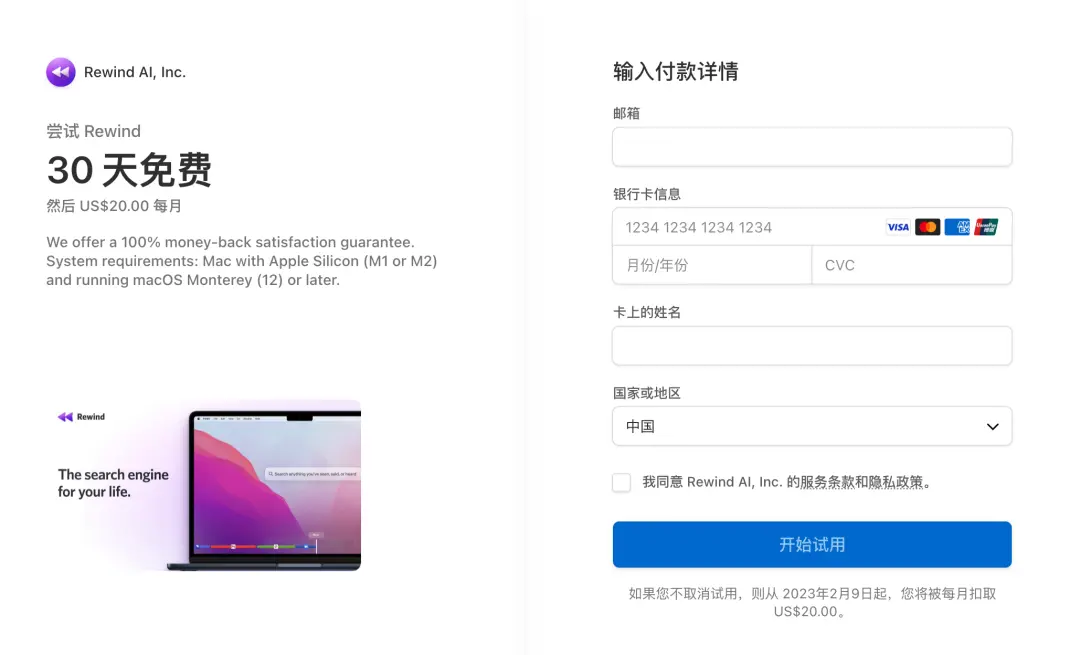 Rewind AI, Inc.
尝试 Rewind
30 天免费
然后 US$20.00 每月
We offer a 100% money-back satisfaction guarantee.
System requirements: Mac with Apple Silicon (M1 or M2)
and running macOS Monterey (12) or later.
Rewind
The search engine
for your life.
Search anything you've seen, said, or heard
输入付款详情
邮箱
银行卡信息
1234 1234 1234 1234
VISA
月份/年份
CVC
卡上的姓名
国家或地区
中国
我同意 Rewind AI, Inc. 的服务条款和隐私政策。
开始试用
如果您不取消试用，则从 2023年2月9日起，您将被每月扣取
US$20.00。